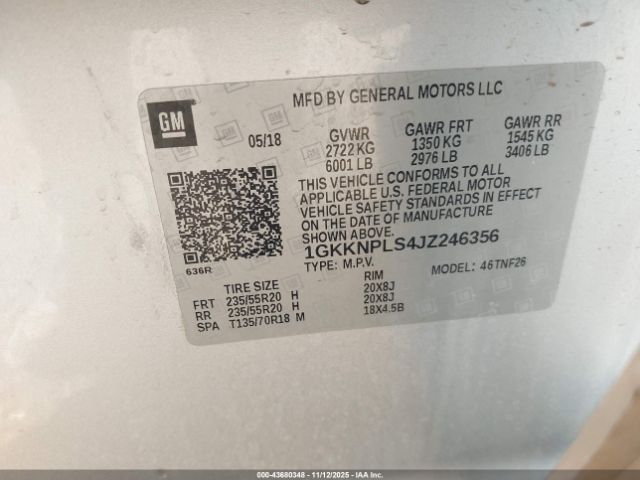 GM
MFD BY GENERAL MOTORS LLC
05/18 GVWR GAWR FRT GAWR RR
2722 KG 1350 KG 1545 KG
6001 LB 2976 LB 3406 LB
THIS VEHICLE CONFORMS TO ALL
APPLICABLE U.S. FEDERAL MOTOR
VEHICLE SAFETY STANDARDS IN EFFECT
ON THE DATE OF MANUFACTURE
SHOWN ABOVE.
1GKKNPLS4JZ246356
TYPE: M.P.V. MODEL: 46TNF26
636R
TIRE SIZE RIM
FRT 235/55R20 H 20X8J
RR 235/55R20 H 20X8J
SPA T135/70R18 M 18X4.5B
000-43680348 - 11/12/2025 - IAAI.COM